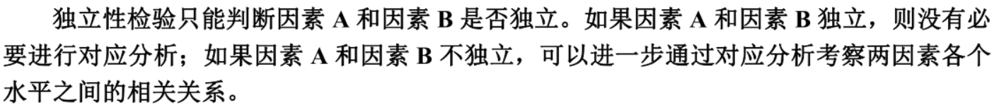 独立性检验只能判断因素 A 和因素 B 是否独立。如果因素 A 和因素 B 独立，则没有必
要进行对应分析；如果因素 A 和因素 B 不独立，可以进一步通过对应分析考察两因素各个
水平之间的相关关系。